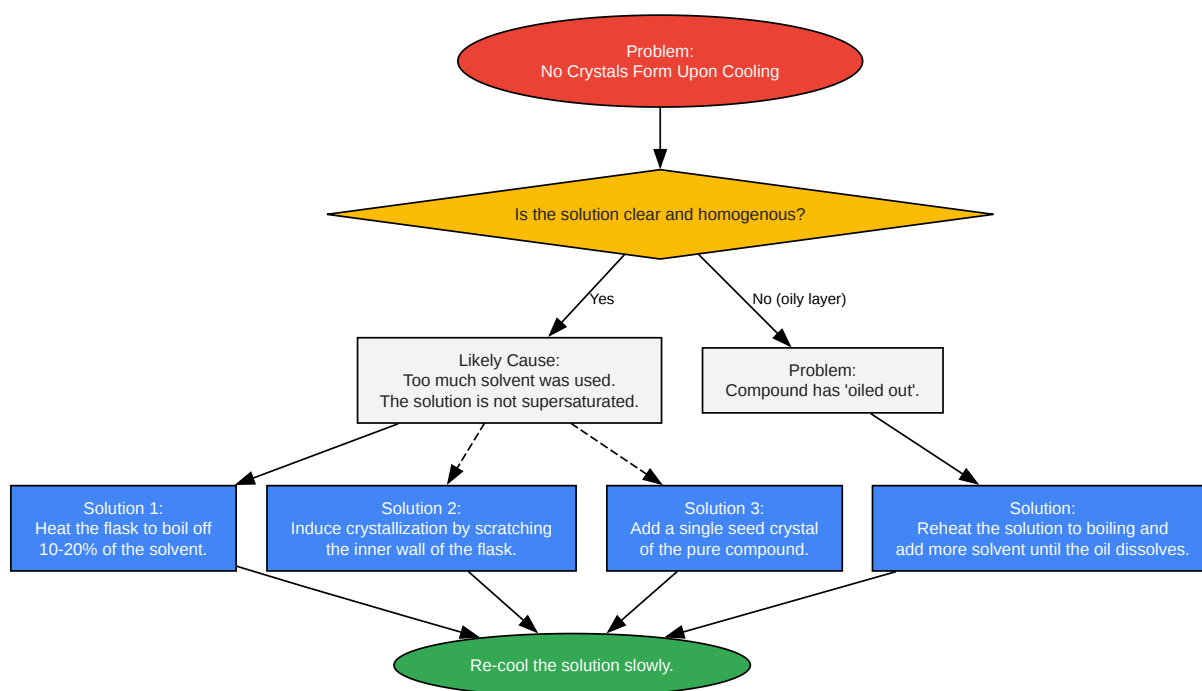 Problem:
No Crystals Form Upon Cooling
Is the solution clear and homogenous?
Yes
No (oily layer)
Likely Cause:
Too much solvent was used.
The solution is not supersaturated.
Problem:
Compound has 'oiled out'.
Solution 1:
Heat the flask to boil off
10-20% of the solvent.
Solution 2:
Induce crystallization by scratching
the inner wall of the flask.
Solution 3:
Add a single seed crystal
of the pure compound.
Solution:
Reheat the solution to boiling and
add more solvent until the oil dissolves.
Re-cool the solution slowly.